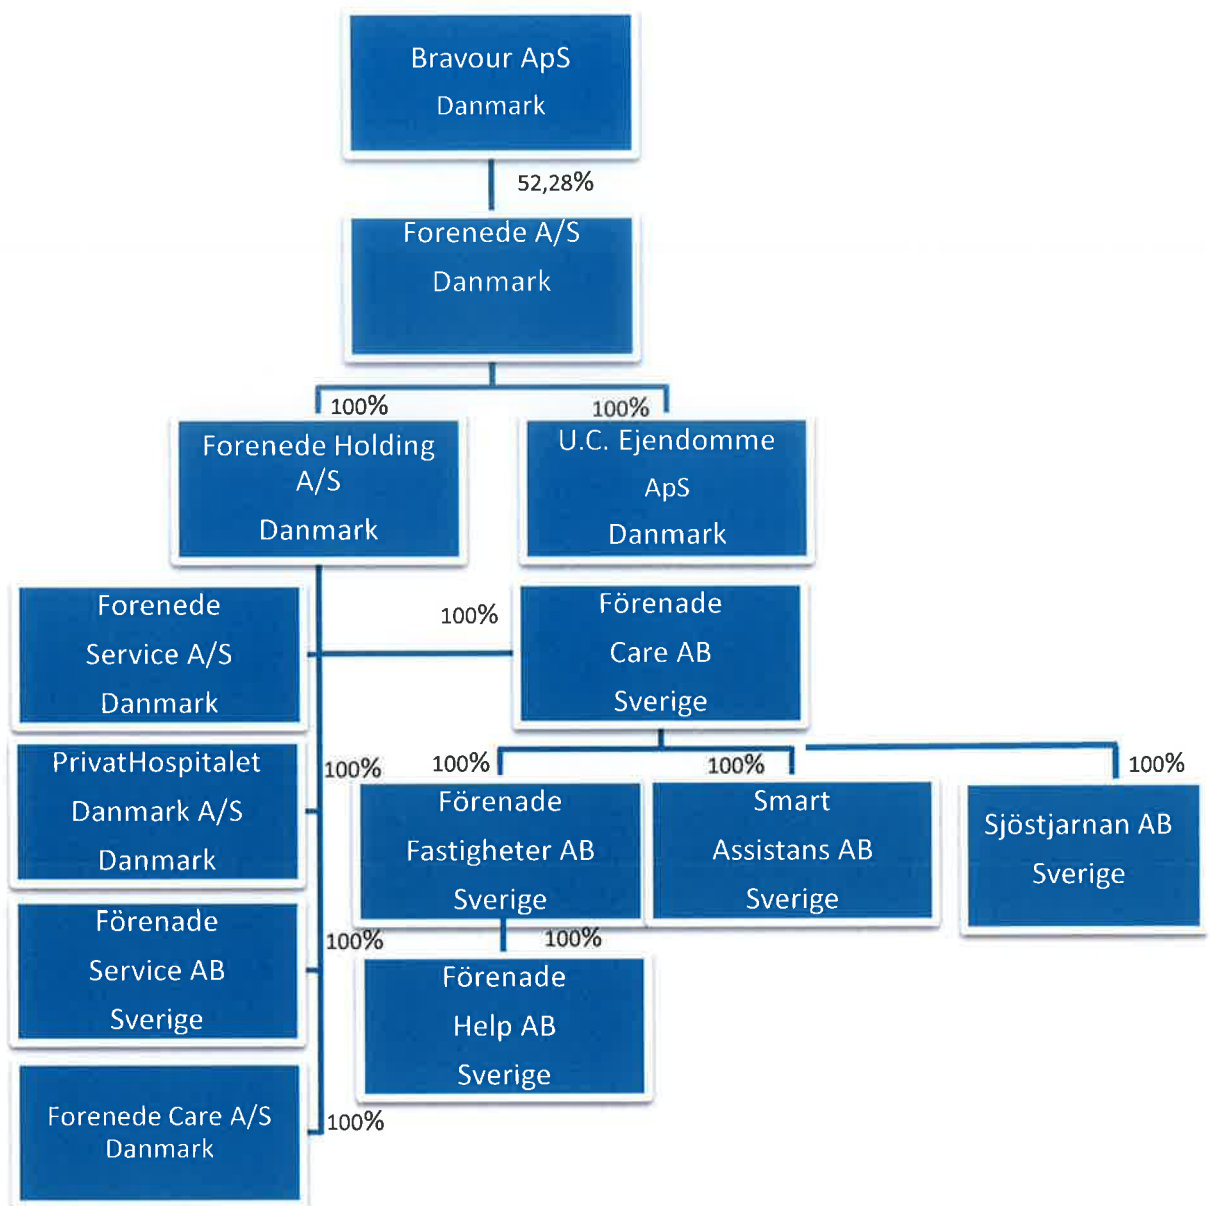 Bravour ApS
Danmark
52,28%
Forenede A/S
Danmark
100%
100%
Forenede Holding
A/S
Danmark
U.C. Ejendomme
ApS
Danmark
Forenede
Service A/S
Danmark
100%
Förenade
Care AB
Sverige
PrivatHospitalet
Danmark A/S
Danmark
100%
100%
100%
100%
Förenade
Fastigheter AB
Sverige
Smart
Assistans AB
Sverige
Sjöstjarnan AB
Sverige
Förenade
Service AB
Sverige
100%
100%
Förenade
Help AB
Sverige
Forenede Care A/S
Danmark
100%